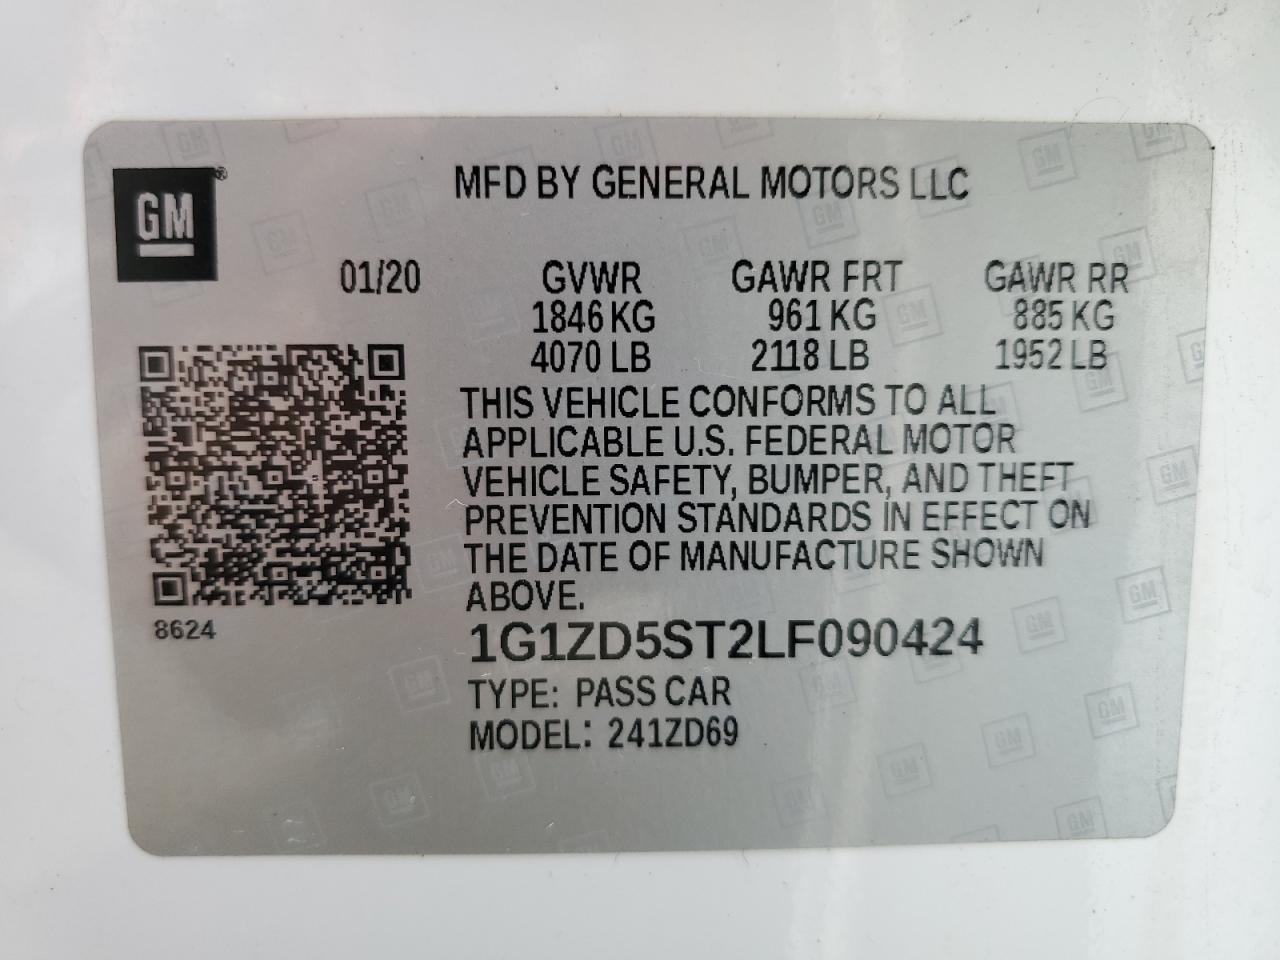 GM
MFD BY GENERAL MOTORS LLC
01/20 GVWR GAWR FRT GAWR RR
1846 KG 961 KG 885 KG
4070 LB 2118 LB 1952 LB
THIS VEHICLE CONFORMS TO ALL
APPLICABLE U.S. FEDERAL MOTOR
VEHICLE SAFETY, BUMPER, AND THEFT
PREVENTION STANDARDS IN EFFECT ON
THE DATE OF MANUFACTURE SHOWN
ABOVE.
8624
1G1ZD5ST2LF090424
TYPE: PASS CAR
MODEL: 241ZD69